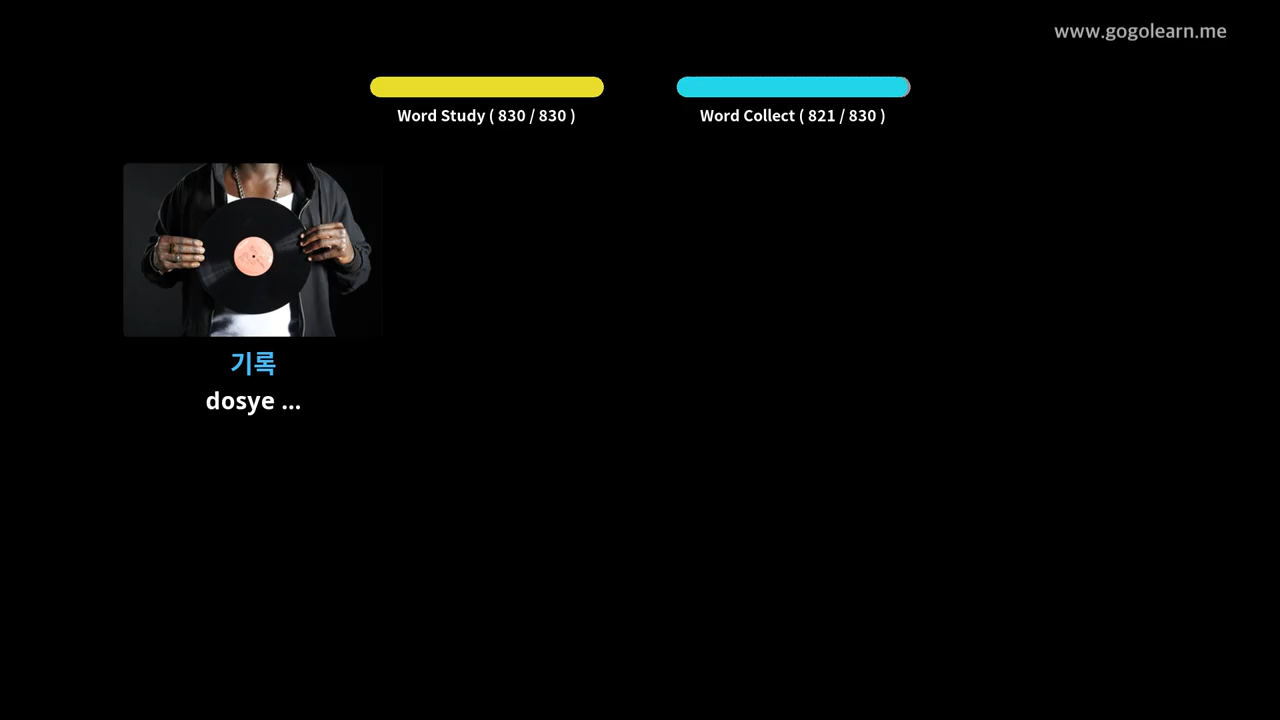 www.gogolearn.me
Word Study ( 830 / 830 )
Word Collect ( 821 / 830 )
기록
dosye ...